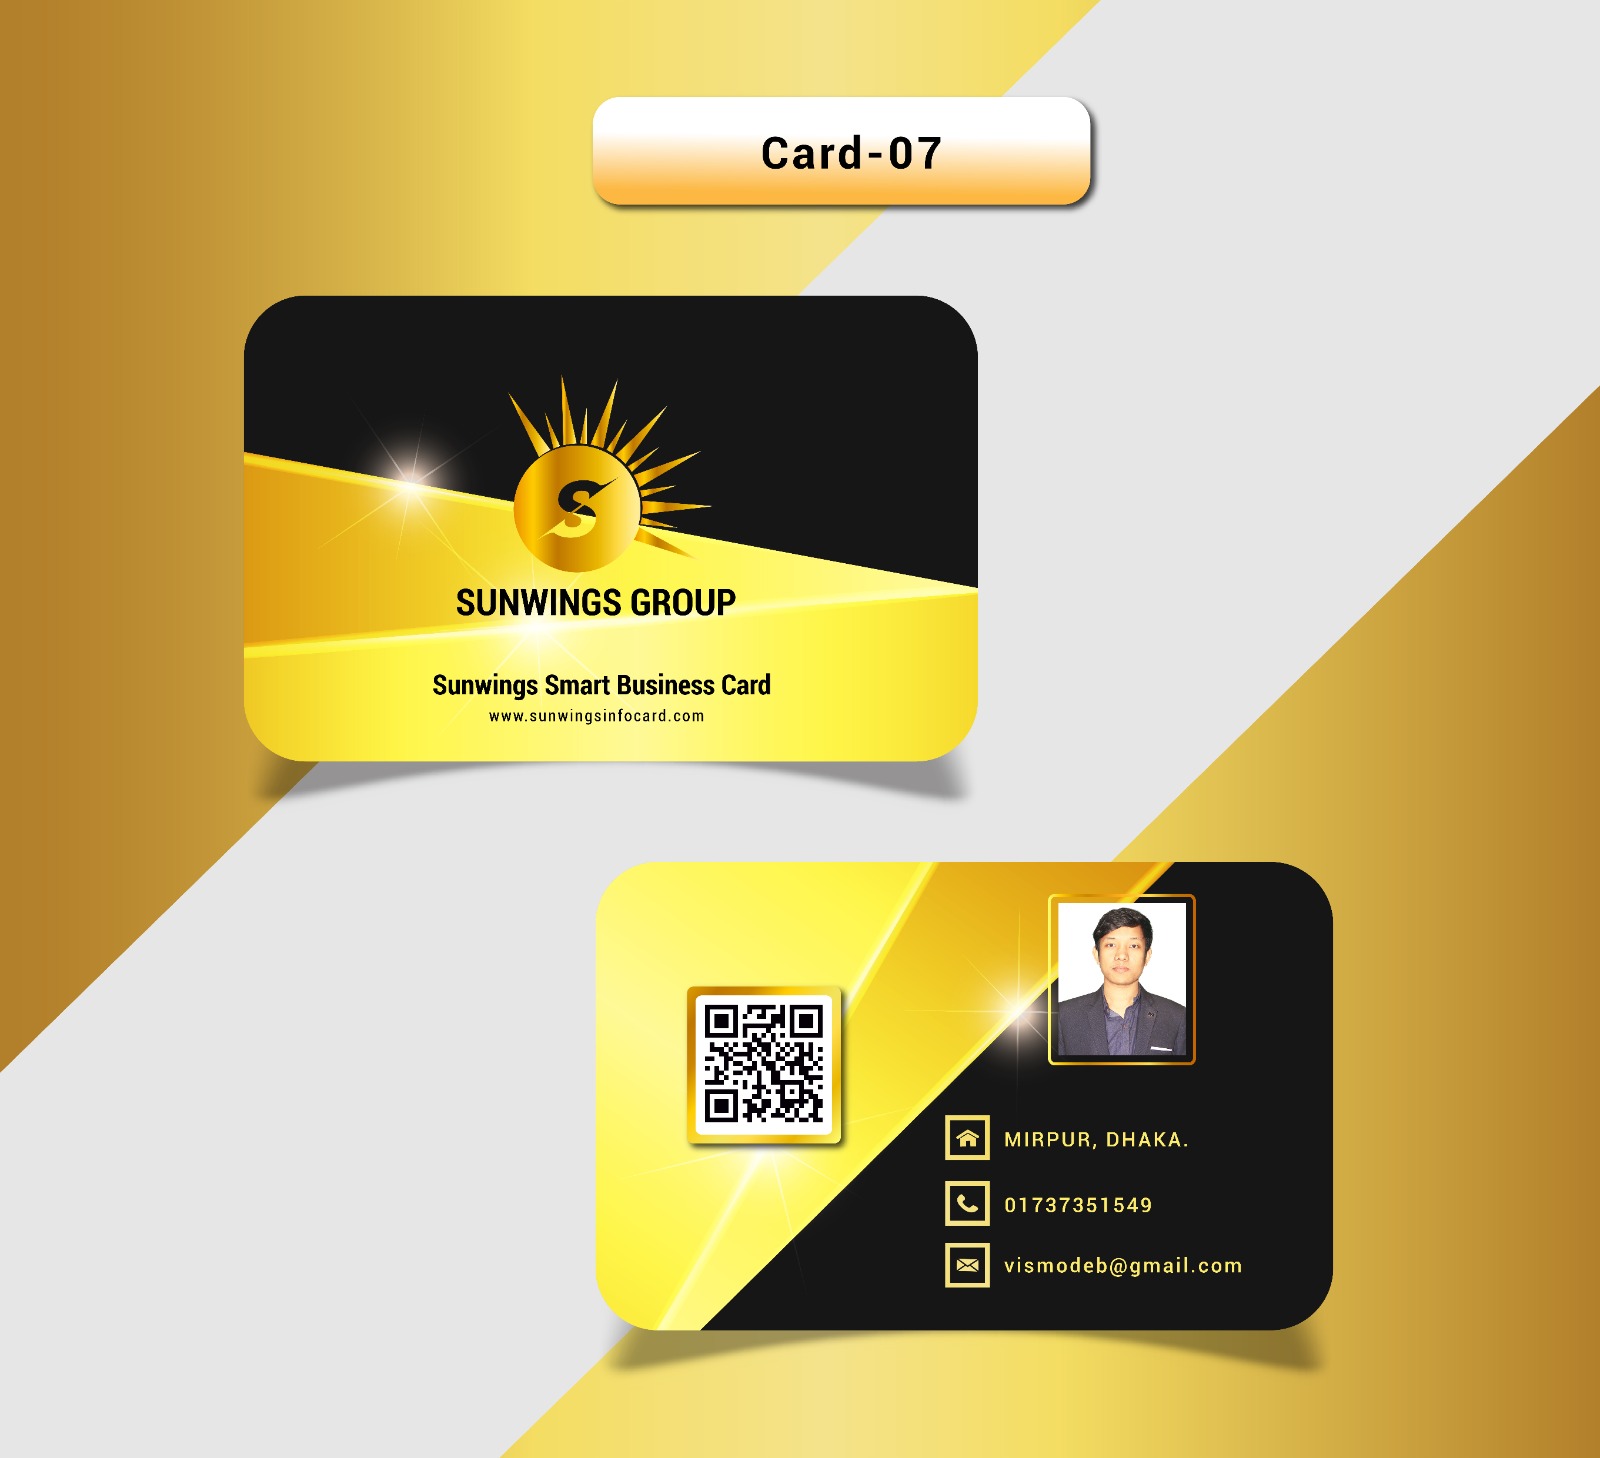 Card-07
S
SUNWINGS GROUP
Sunwings Smart Business Card
www.sunwingsinfocard.com
MIRPUR, DHAKA.
01737351549
vismodeb@gmail.com